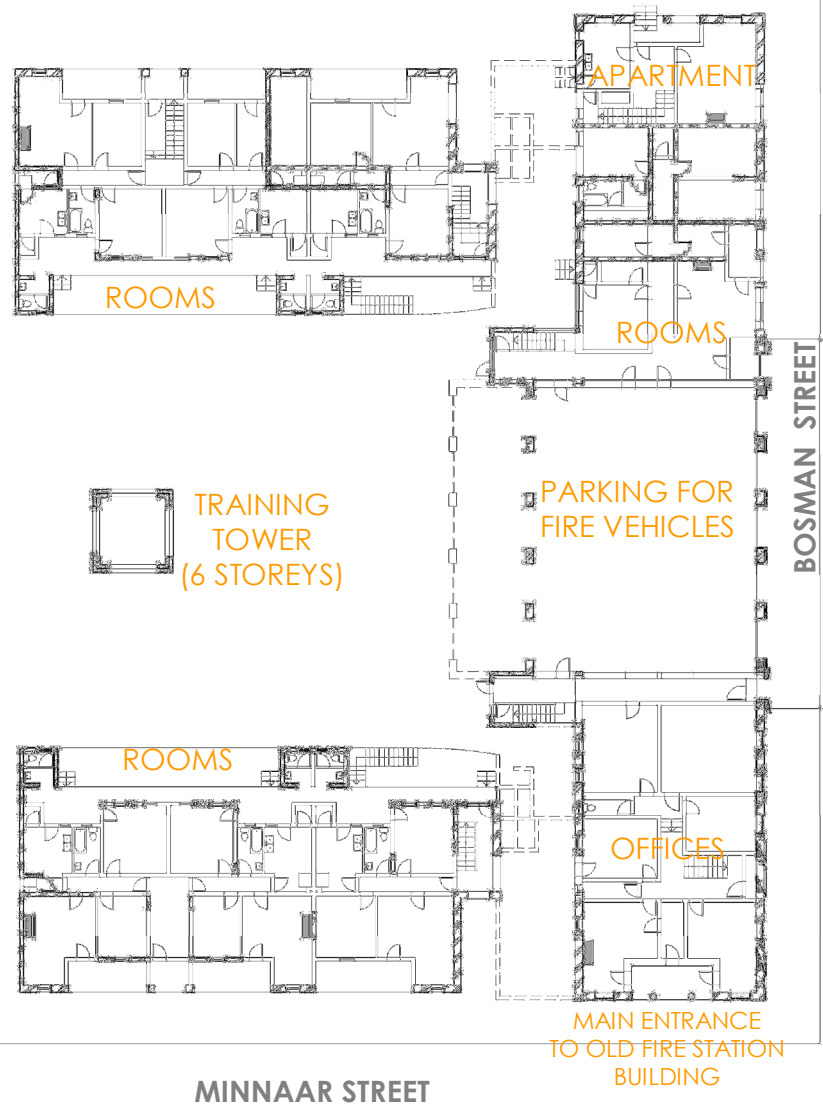 APARTMENT
ROOMS
ROOMS
BOSMAN STREET
TRAINING
TOWER
(6 STOREYS)
PARKING FOR
FIRE VEHICLES
ROOMS
OFFICES
MAIN ENTRANCE
TO OLD FIRE STATION
BUILDING
MINNAAR STREET